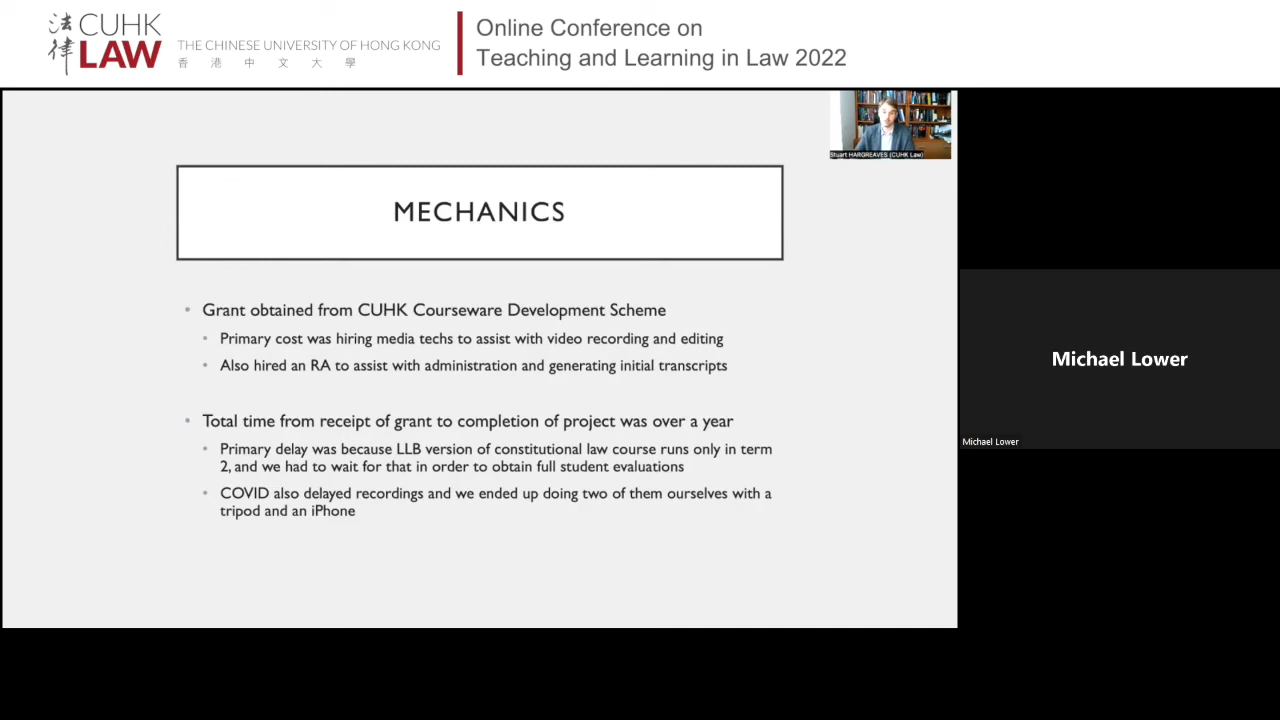 法律
CUHK
LAW
THE CHINESE UNIVERSITY OF HONG KONG
香港中文大學
Online Conference on
Teaching and Learning in Law 2022
Stuart HARGREAVES (CUHK Law)
MECHANICS
• Grant obtained from CUHK Courseware Development Scheme
• Primary cost was hiring media techs to assist with video recording and editing
• Also hired an RA to assist with administration and generating initial transcripts
• Total time from receipt of grant to completion of project was over a year
• Primary delay was because LLB version of constitutional law course runs only in term
2, and we had to wait for that in order to obtain full student evaluations
• COVID also delayed recordings and we ended up doing two of them ourselves with a
tripod and an iPhone
Michael Lower
Michael Lower